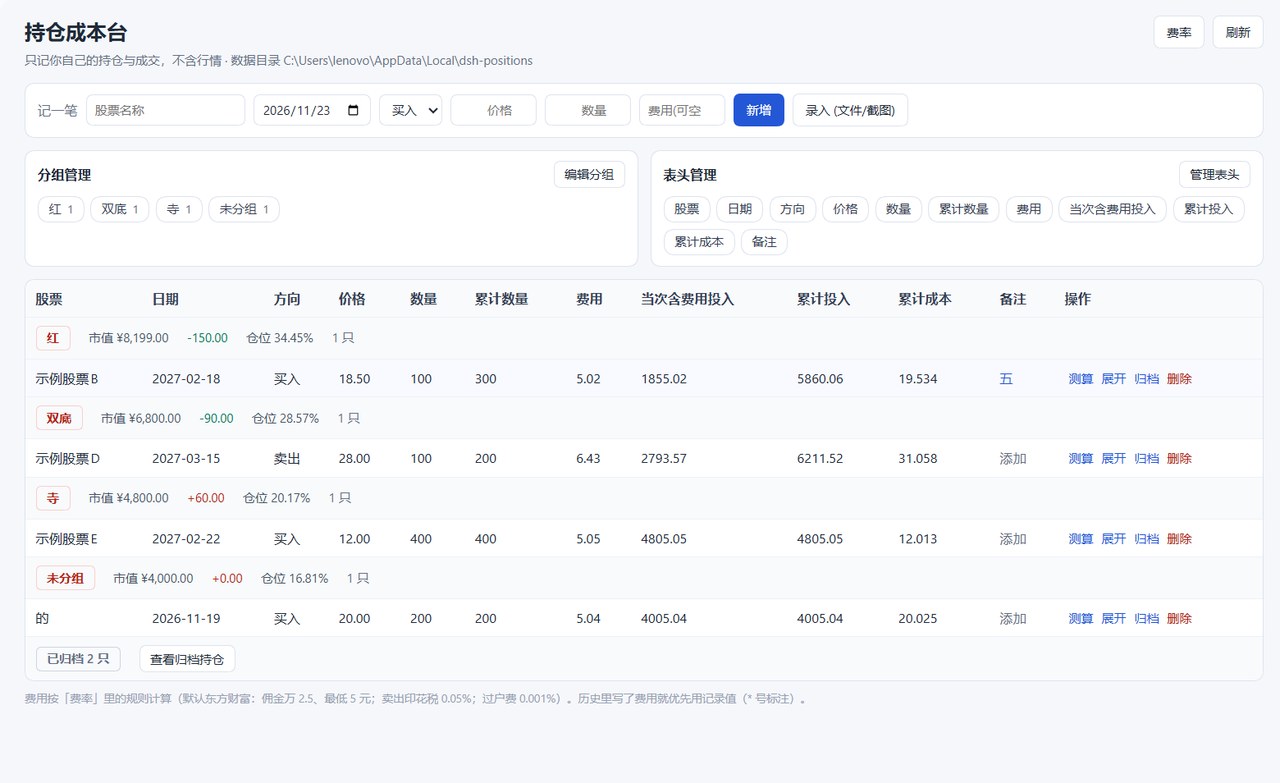 持仓成本台
费率 刷新
只记你自己的持仓与成交，不含行情 · 数据目录 C:\Users\lenovo\AppData\Local\dsh-positions
记一笔 股票名称 2026/11/23 买入 价格 数量 费用(可空 新增 录入 (文件/截图)
分组管理 编辑分组
红 1 双底 1 寺 1 未分组 1
表头管理 管理表头
股票 日期 方向 价格 数量 累计数量 费用 当次含费用投入 累计投入
累计成本 备注
股票 日期 方向 价格 数量 累计数量 费用 当次含费用投入 累计投入 累计成本 备注 操作
红 市值 ¥8,199.00 -150.00 仓位 34.45% 1 只
示例股票B 2027-02-18 买入 18.50 100 300 5.02 1855.02 5860.06 19.534 五 测算 展开 归档 删除
双底 市值 ¥6,800.00 -90.00 仓位 28.57% 1 只
示例股票D 2027-03-15 卖出 28.00 100 200 6.43 2793.57 6211.52 31.058 添加 测算 展开 归档 删除
寺 市值 ¥4,800.00 +60.00 仓位 20.17% 1 只
示例股票E 2027-02-22 买入 12.00 400 400 5.05 4805.05 4805.05 12.013 添加 测算 展开 归档 删除
未分组 市值 ¥4,000.00 +0.00 仓位 16.81% 1 只
的 2026-11-19 买入 20.00 200 200 5.04 4005.04 4005.04 20.025 添加 测算 展开 归档 删除
已归档 2 只 查看归档持仓
费用按「费率」里的规则计算（默认东方财富：佣金万 2.5、最低 5 元；卖出印花税 0.05%；过户费 0.001%）。历史里写了费用就优先用记录值（* 号标注）。